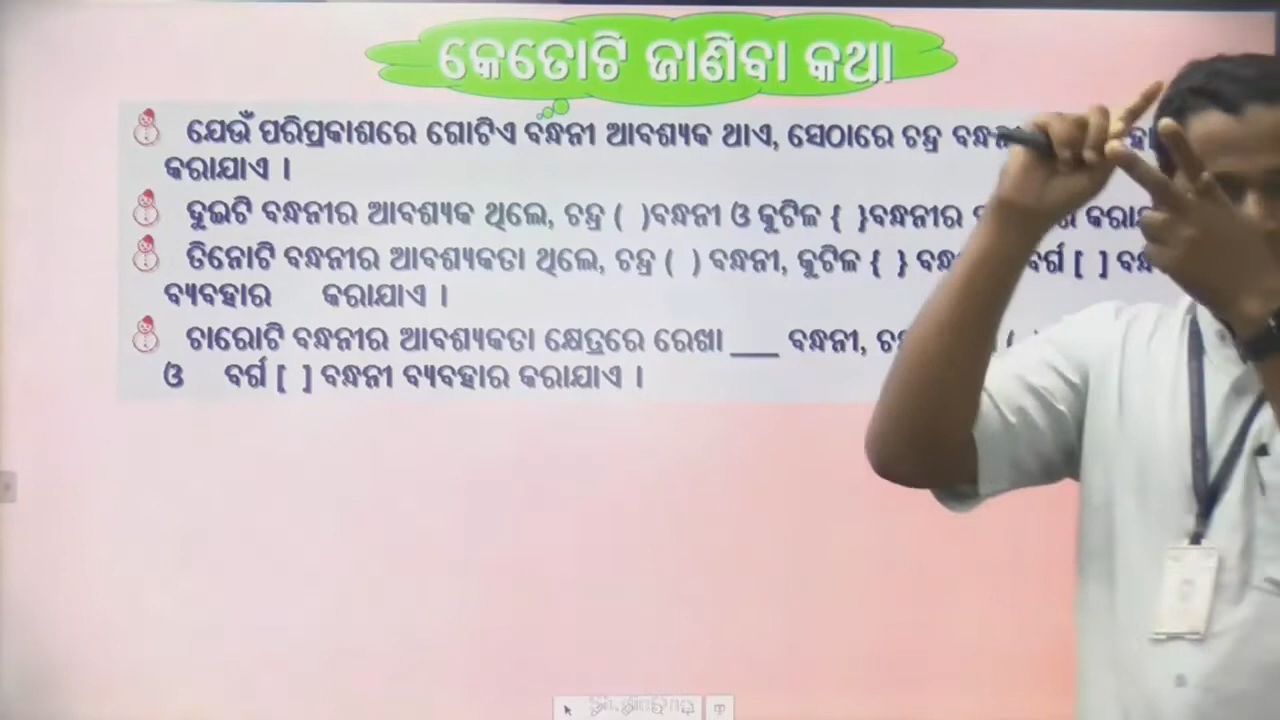 କେତୋଟି ଜାଣିବା କଥା
ଯେଉଁ ପରିପ୍ରକାଶରେ ଗୋଟିଏ ବନ୍ଧନୀ ଆବଶ୍ୟକ ଥାଏ, ସେଠାରେ ଚନ୍ଦ୍ର
କରାଯାଏ ।
ଦୁଇଟି ବନ୍ଧନୀର ଆବଶ୍ୟକ ଥିଲେ, ଚନ୍ଦ୍ର ( )ବନ୍ଧନୀ ଓ କୁଟିଳ { }ବନ୍ଧନୀର
ତିନୋଟି ବନ୍ଧନୀର ଆବଶ୍ୟକତା ଥିଲେ, ଚନ୍ଦ୍ର ( ) ବନ୍ଧନୀ, କୁଟିଳ { } ବର୍ଗ [ ]
ବ୍ୟବହାର କରାଯାଏ ।
ଚାରୋଟି ବନ୍ଧନୀର ଆବଶ୍ୟକତା କ୍ଷେତ୍ରରେ ରେଖା ___ ବନ୍ଧନୀ,
ଓ ବର୍ଗ [ ] ବନ୍ଧନୀ ବ୍ୟବହାର କରାଯାଏ ।